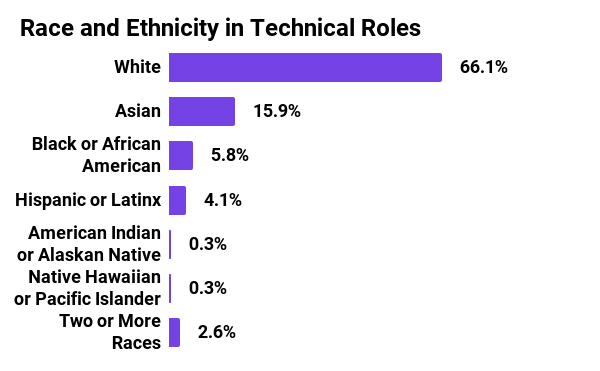 Race and Ethnicity in Technical Roles
White
66.1%
Asian
15.9%
Black or African
American
5.8%
Hispanic or Latinx
4.1%
American Indian
or Alaskan Native
0.3%
Native Hawaiian
or Pacific Islander
0.3%
Two or More
Races
2.6%